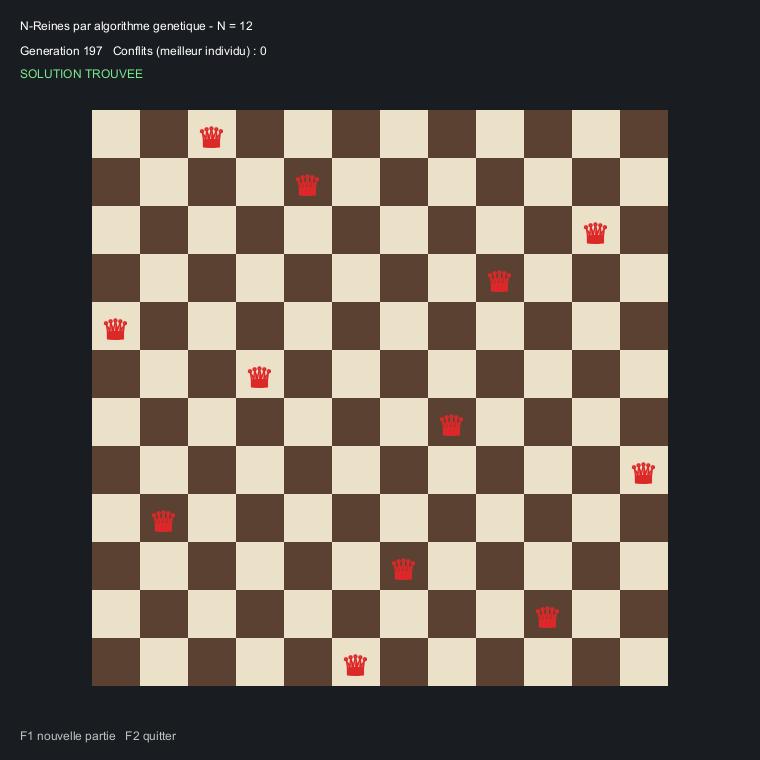 N-Reines par algorithme genetique - N = 12
Generation 197   Conflits (meilleur individu) : 0
SOLUTION TROUVEE
F1 nouvelle partie   F2 quitter